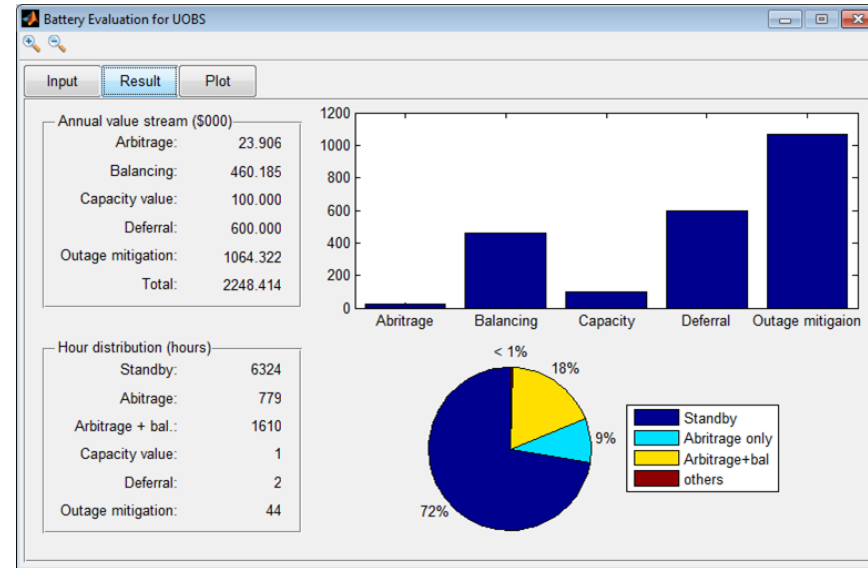 Battery Evaluation for UOBS
Input Result Plot
Annual value stream ($000)
Arbitrage: 23.906
Balancing: 460.185
Capacity value: 100.000
Deferral: 600.000
Outage mitigation: 1064.322
Total: 2248.414
1200
1000
800
600
400
200
0
Abritrage Balancing Capacity Deferral Outage mitigaion
Hour distribution (hours)
Standby: 6324
Abitrage: 779
Arbitrage + bal.: 1610
Capacity value: 1
Deferral: 2
Outage mitigation: 44
< 1%
18%
9%
72%
Standby
Abritrage only
Arbitrage+bal
others